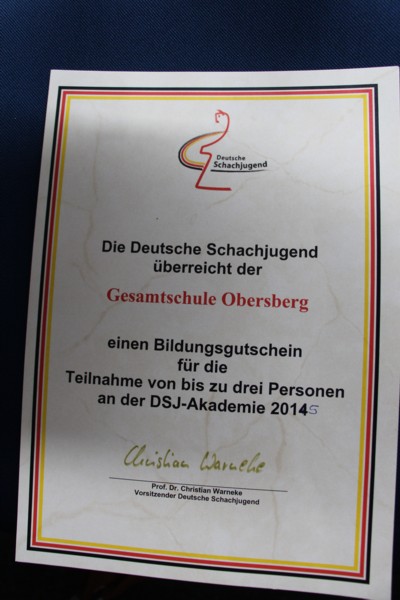 Deutsche
Schachjugend
Die Deutsche Schachjugend
überreicht der
Gesamtschule Obersberg
einen Bildungsgutschein
für die
Teilnahme von bis zu drei Personen
an der DSJ-Akademie 20145
Christian Warneke
Prof. Dr. Christian Warneke
Vorsitzender Deutsche Schachjugend